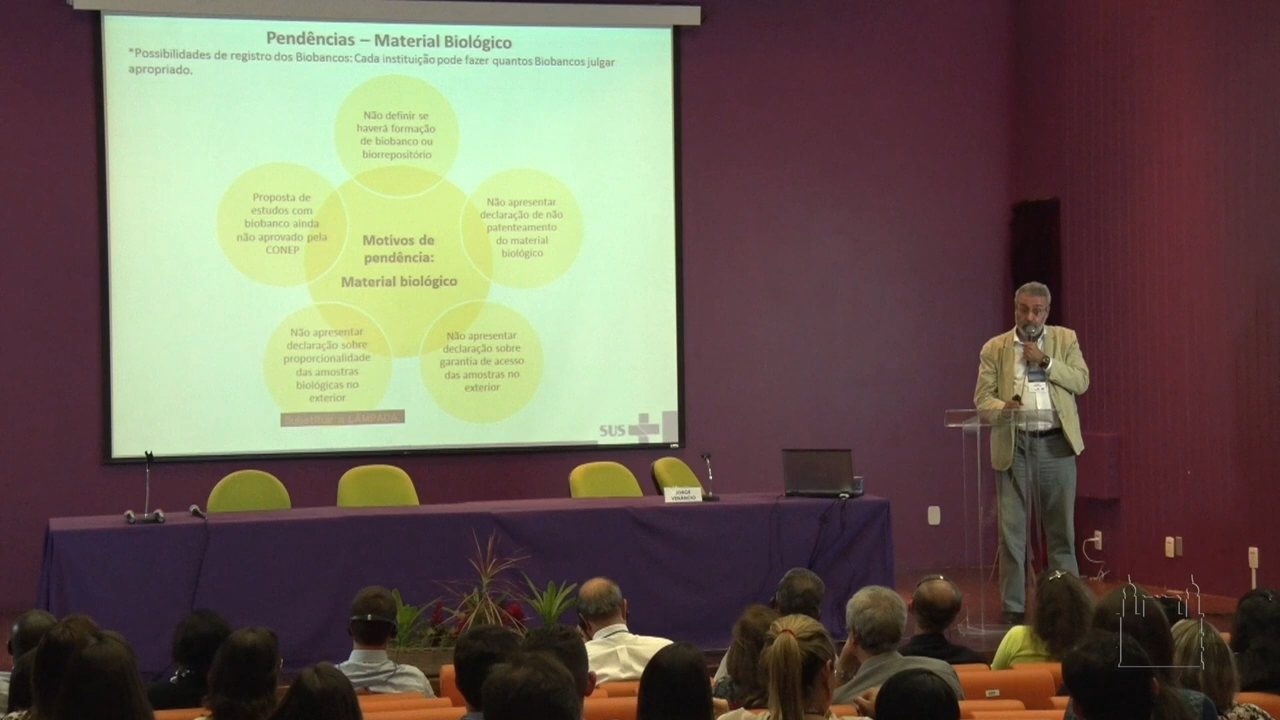 Pendências – Material Biológico
*Possibilidades de registro dos Biobancos: Cada instituição pode fazer quantos Biobancos julgar
apropriado.
Não definir se
haverá formação
de biobanco ou
biorrepositório
Proposta de
estudos com
biobanco ainda
não aprovado pela
CONEP
Não apresentar
declaração de não
patenteamento
do material
biológico
Motivos de
pendência:
Material biológico
Não apresentar
declaração sobre
proporcionalidade
das amostras
biológicas no
exterior
Não apresentar
declaração sobre
garantia de acesso
das amostras no
exterior
Substituir a LÂMPADA.
SUS
JORGE
VENÂNCIO